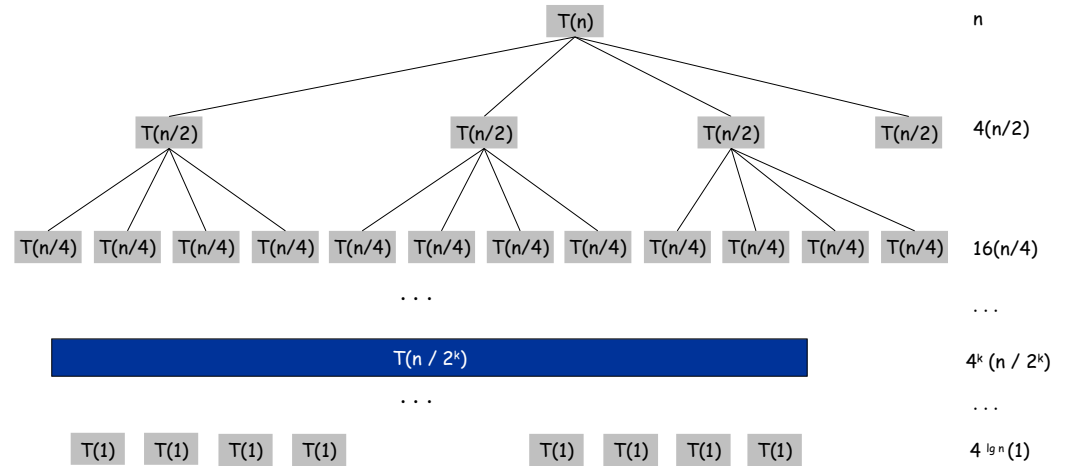 T(n) n
T(n/2) T(n/2) T(n/2) T(n/2) 4(n/2)
T(n/4) T(n/4) T(n/4) T(n/4) T(n/4) T(n/4) T(n/4) T(n/4) T(n/4) T(n/4) T(n/4) T(n/4) 16(n/4)
. . . . . .
T(n / 2ᵏ) 4ᵏ (n / 2ᵏ)
. . . . . .
T(1) T(1) T(1) T(1) T(1) T(1) T(1) T(1) 4 ˡᵍ ⁿ (1)